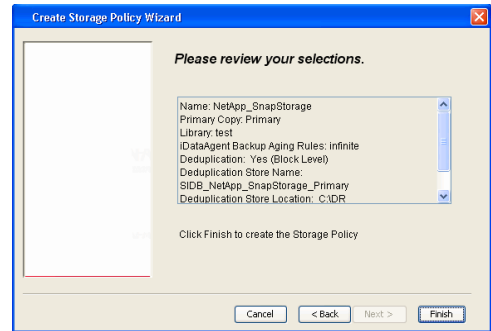 Create Storage Policy Wizard
Please review your selections.
Name: NetApp_SnapStorage
Primary Copy: Primary
Library: test
iDataAgent Backup Aging Rules: infinite
Deduplication: Yes (Block Level)
Deduplication Store Name:
SIDB_NetApp_SnapStorage_Primary
Deduplication Store Location: C:\DR
Click Finish to create the Storage Policy
Cancel
< Back
Next >
Finish